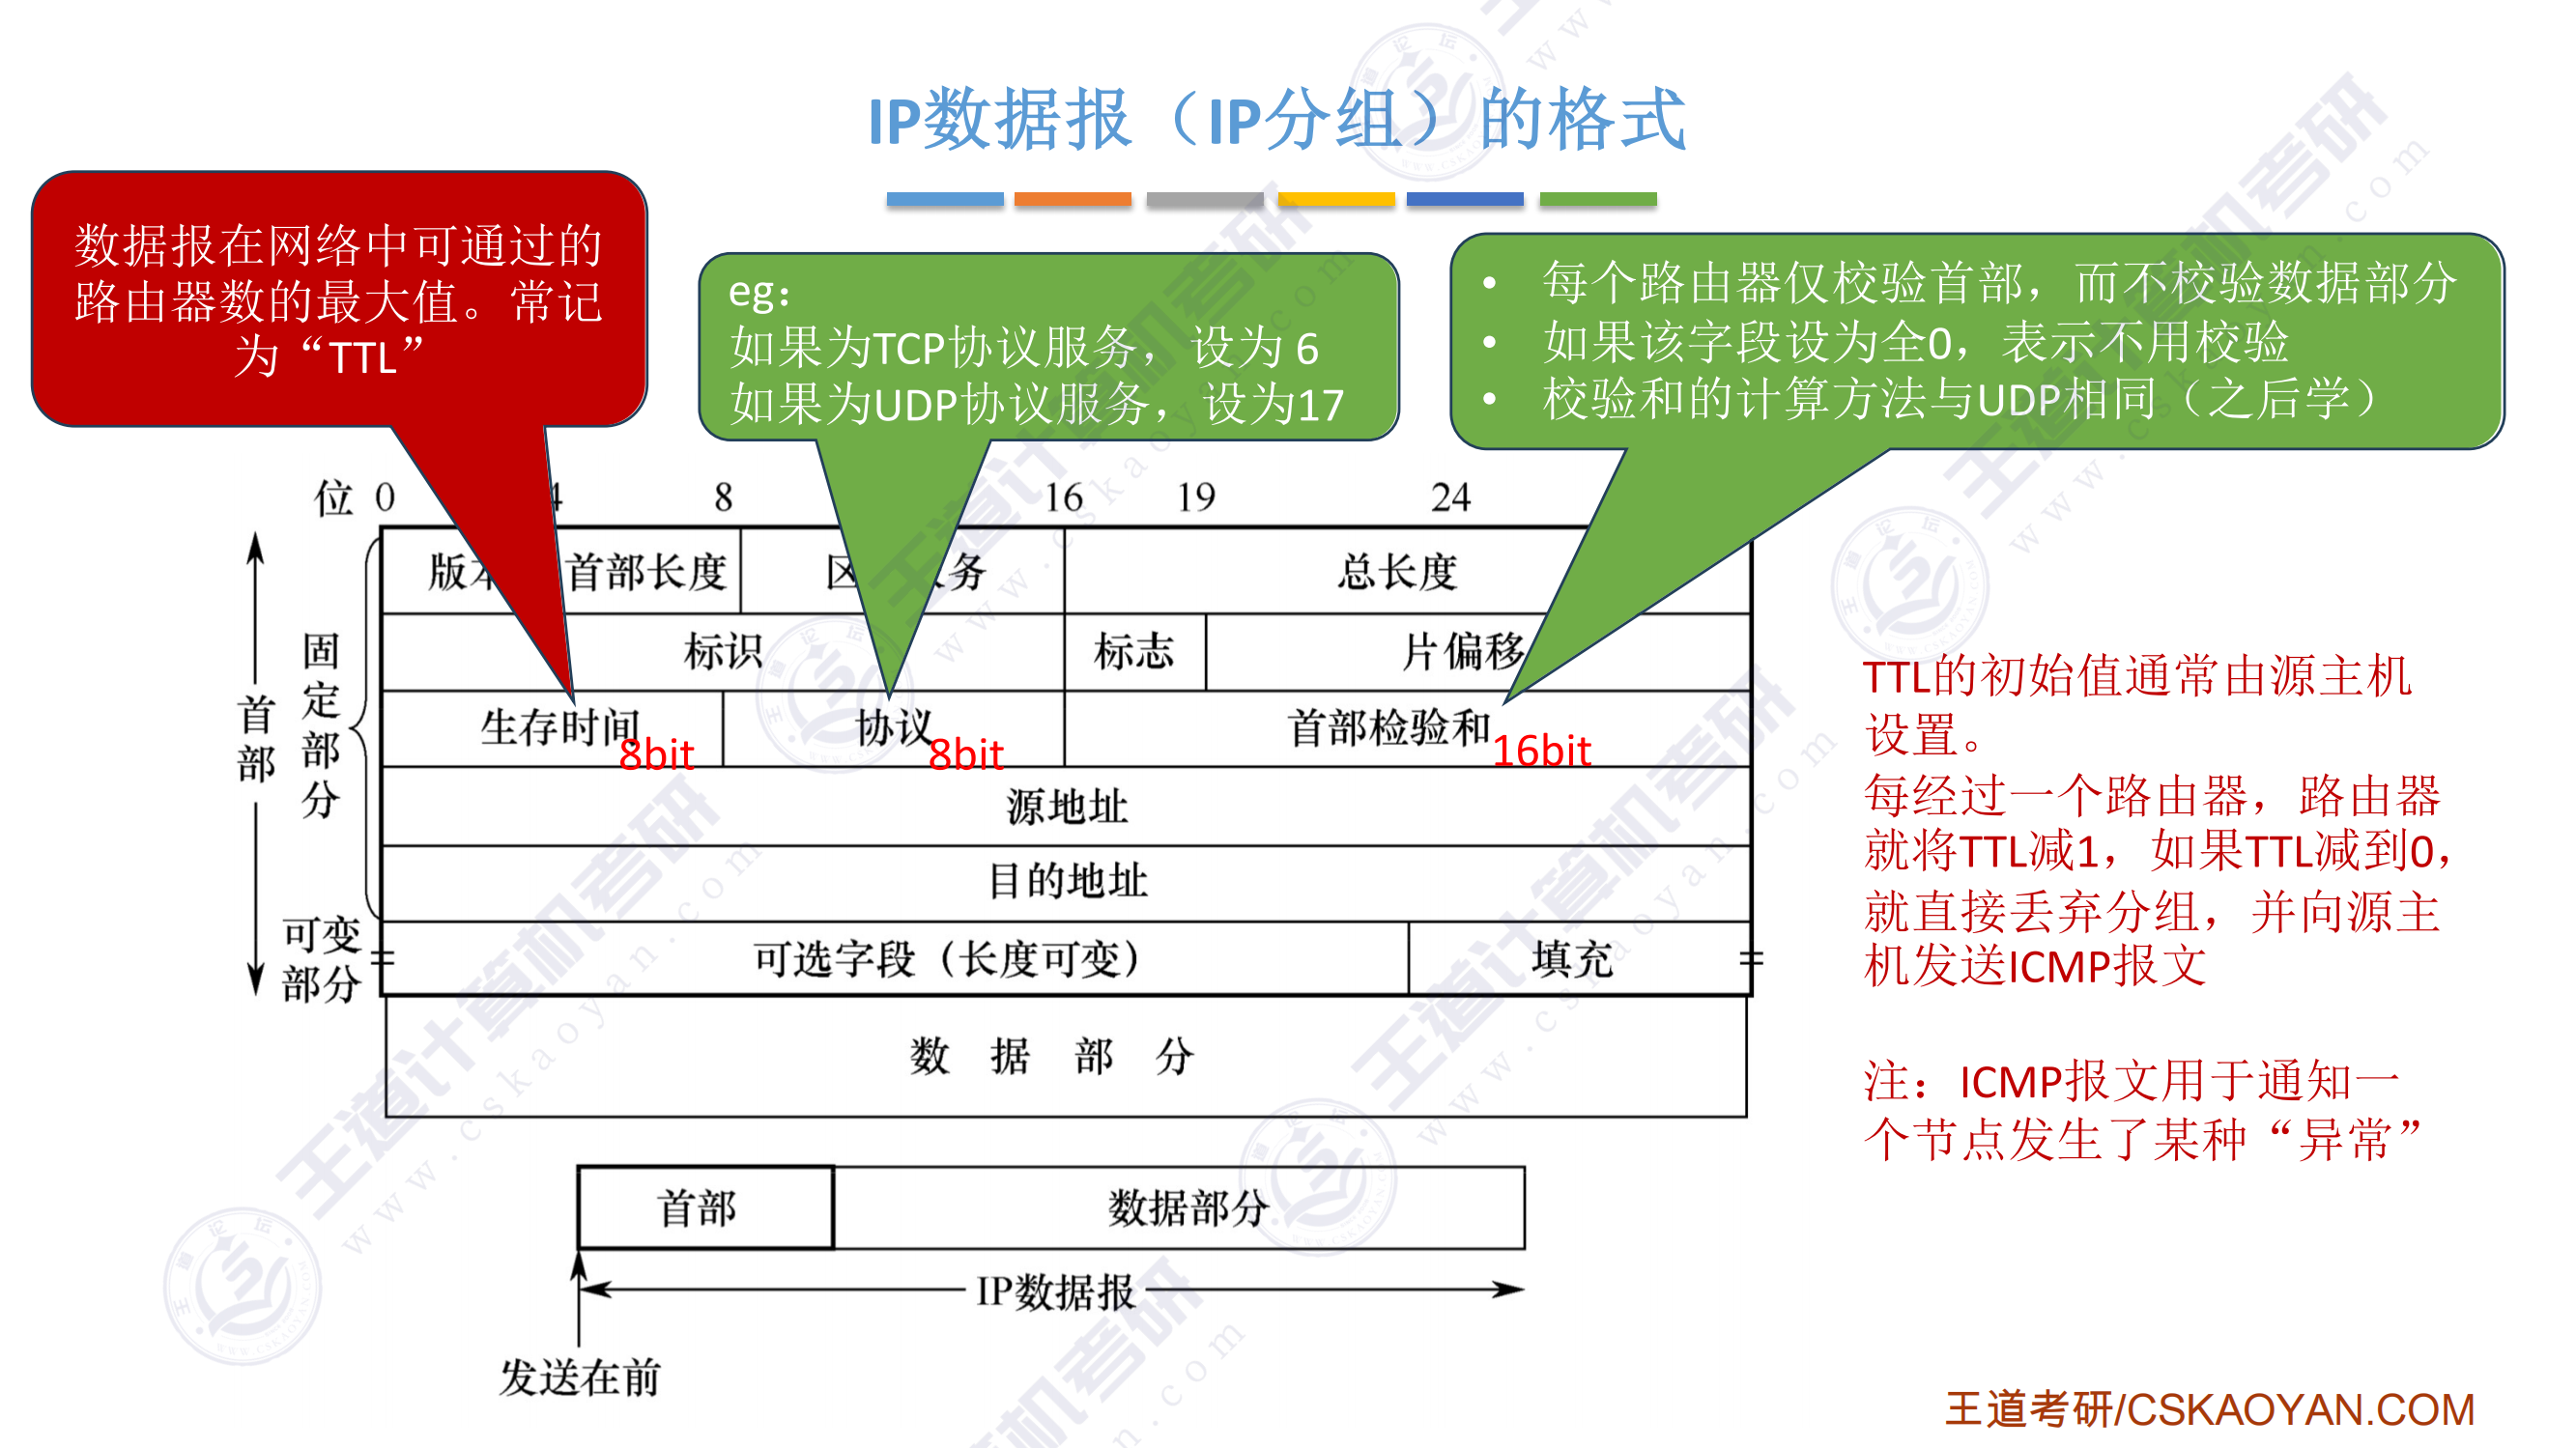 IP数据报（IP分组）的格式
数据报在网络中可通过的
路由器数的最大值。常记
为“TTL”
eg：
如果为TCP协议服务，设为 6
如果为UDP协议服务，设为17
• 每个路由器仅校验首部，而不校验数据部分
• 如果该字段设为全0，表示不用校验
• 校验和的计算方法与UDP相同（之后学）
位 0 4 8 16 19 24
首部长度 总长度
标识 标志 片偏移
生存时间 8bit 协议 8bit 首部检验和 16bit
源地址
目的地址
可选字段（长度可变） 填充
数 据 部 分
首部
固定部分
可变
部分
TTL的初始值通常由源主机
设置。
每经过一个路由器，路由器
就将TTL减1，如果TTL减到0，
就直接丢弃分组，并向源主
机发送ICMP报文
注：ICMP报文用于通知一
个节点发生了某种“异常”
首部 数据部分
IP数据报
发送在前
王道考研/CSKAOYAN.COM
王道计算机考研
www.cskaoyan.com